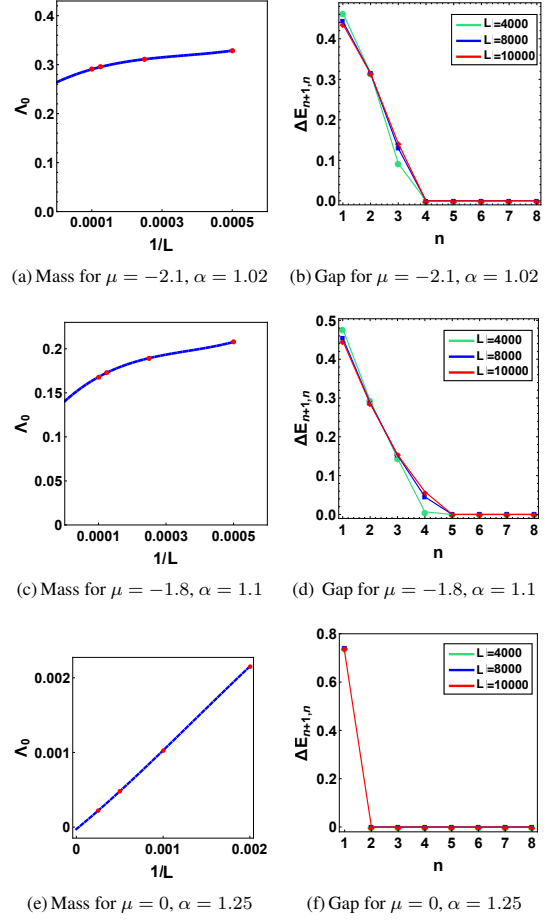 0.4
0.3
0.2
0.1
0.0
Λ₀
0.0001 0.0003 0.0005
1/L
(a) Mass for μ = −2.1, α = 1.02
0.4
0.3
0.2
0.1
0.0
ΔEₙ₊₁,ₙ
L=4000
L=8000
L=10000
1 2 3 4 5 6 7 8
n
(b) Gap for μ = −2.1, α = 1.02
0.2
0.15
0.1
0.05
0
Λ₀
0.0001 0.0003 0.0005
1/L
(c) Mass for μ = −1.8, α = 1.1
0.5
0.4
0.3
0.2
0.1
0.0
ΔEₙ₊₁,ₙ
L=4000
L=8000
L=10000
1 2 3 4 5 6 7 8
n
(d) Gap for μ = −1.8, α = 1.1
0.002
0.001
0
Λ₀
0 0.001 0.002
1/L
(e) Mass for μ = 0, α = 1.25
0.8
0.6
0.4
0.2
0
ΔEₙ₊₁,ₙ
L=4000
L=8000
L=10000
1 2 3 4 5 6 7 8
n
(f) Gap for μ = 0, α = 1.25